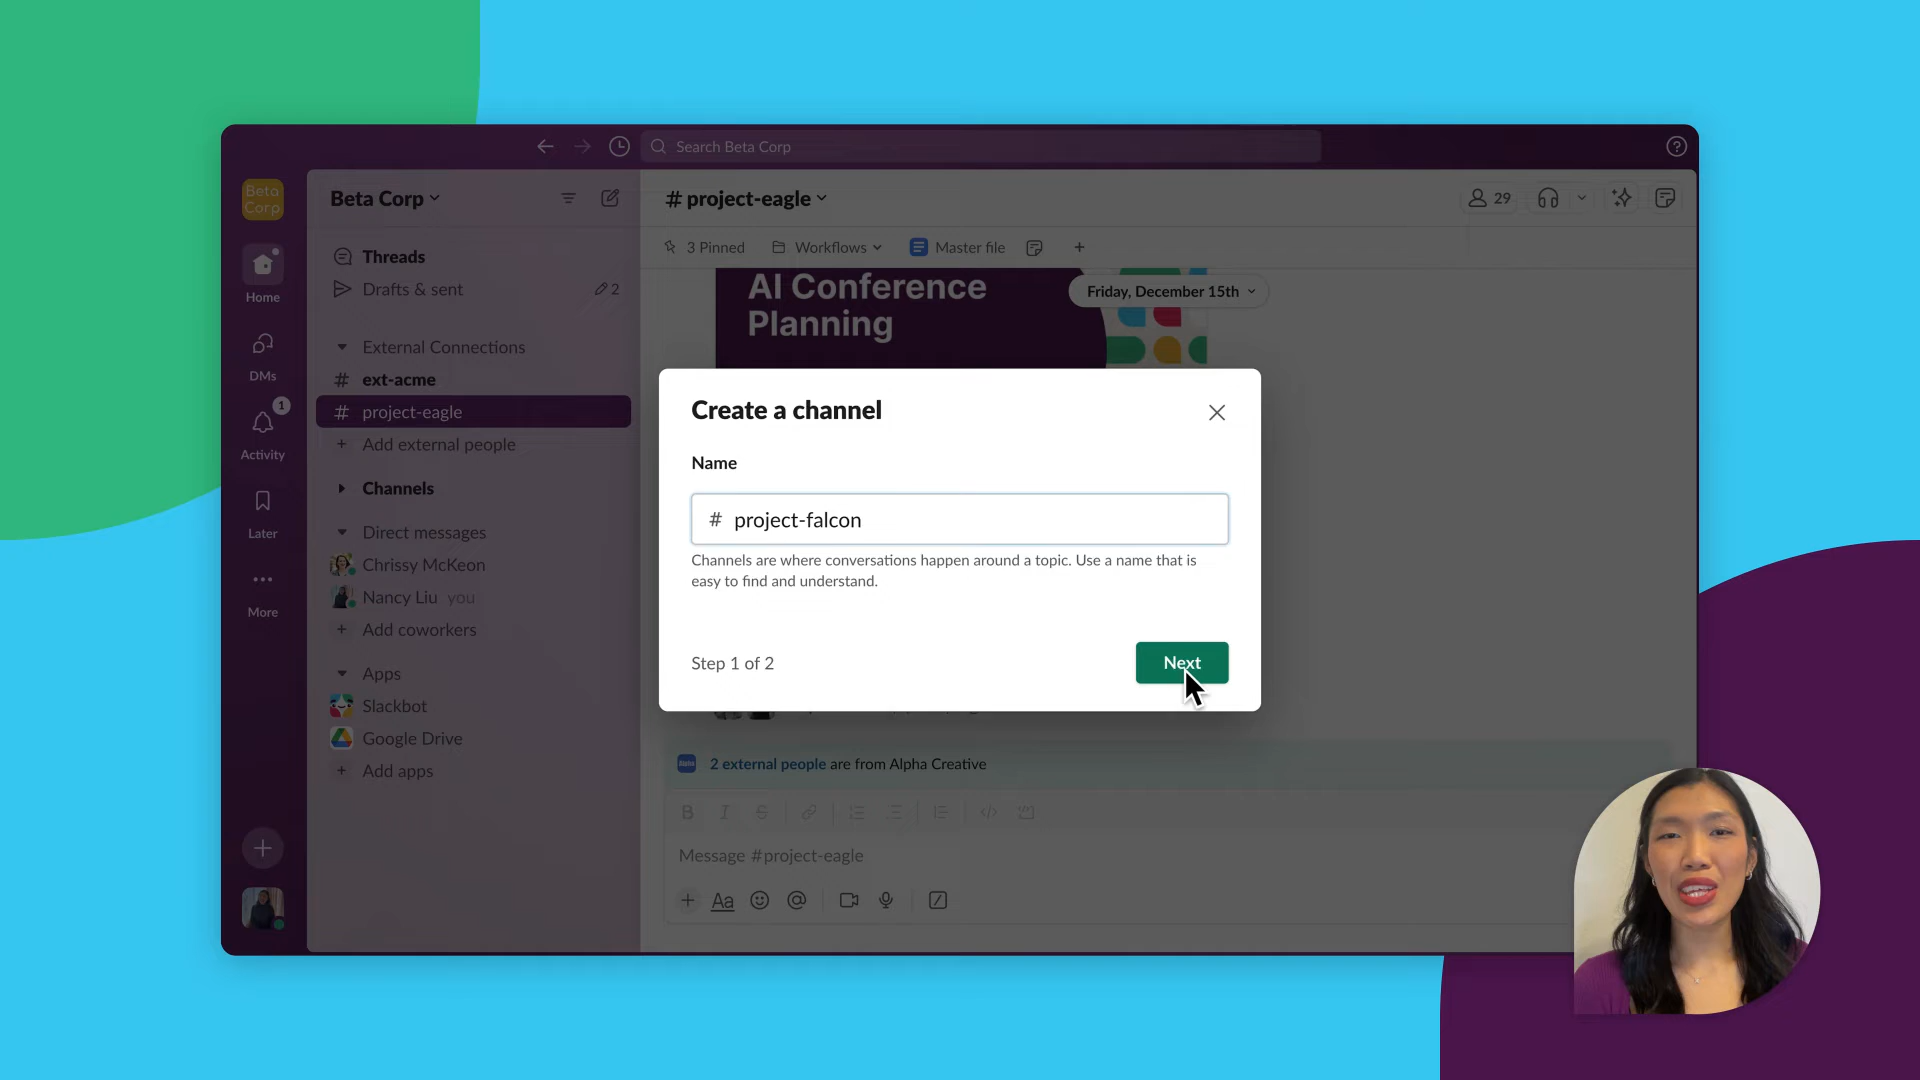 Search Beta Corp
Beta
Corp
Home
DMs
1
Activity
Later
More
Beta Corp
Threads
Drafts & sent
2
External Connections
# ext-acme
# project-eagle
+ Add external people
Channels
Direct messages
Chrissy McKeon
Nancy Liu you
+ Add coworkers
Apps
Slackbot
Google Drive
+ Add apps
# project-eagle
29
3 Pinned
Workflows
Master file
+
AI Conference
Planning
Friday, December 15th
Create a channel
Name
# project-falcon
Channels are where conversations happen around a topic. Use a name that is
easy to find and understand.
Step 1 of 2
Next
Alpha
2 external people are from Alpha Creative
B I S
Message #project-eagle
+ Aa @